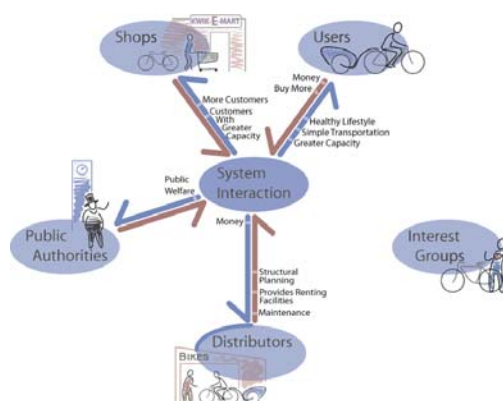 KWIK-E-MART
Shops
Users
Money
Buy More
More Customers
Customers
With
Greater
Capacity
Healthy Lifestyle
Simple Transportation
Greater Capacity
Public
Welfare
System
Interaction
Money
Public
Authorities
Interest
Groups
Structural
Planning
Provides Renting
Facilities
Maintenance
Distributors
BIKES